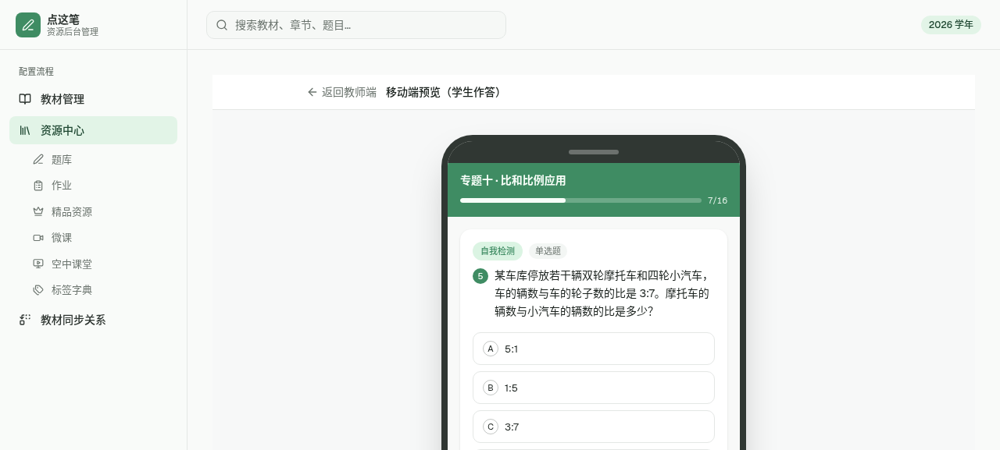 点这笔
资源后台管理
搜索教材、章节、题目...
2026 学年
配置流程
教材管理
资源中心
题库
作业
精品资源
微课
空中课堂
标签字典
教材同步关系
返回教师端
移动端预览（学生作答）
专题十 · 比和比例应用
7/16
自我检测
单选题
5
某车库停放若干辆双轮摩托车和四轮小汽车，
车的辆数与车的轮子数的比是 3:7。摩托车的
辆数与小汽车的辆数的比是多少？
A 5:1
B 1:5
C 3:7